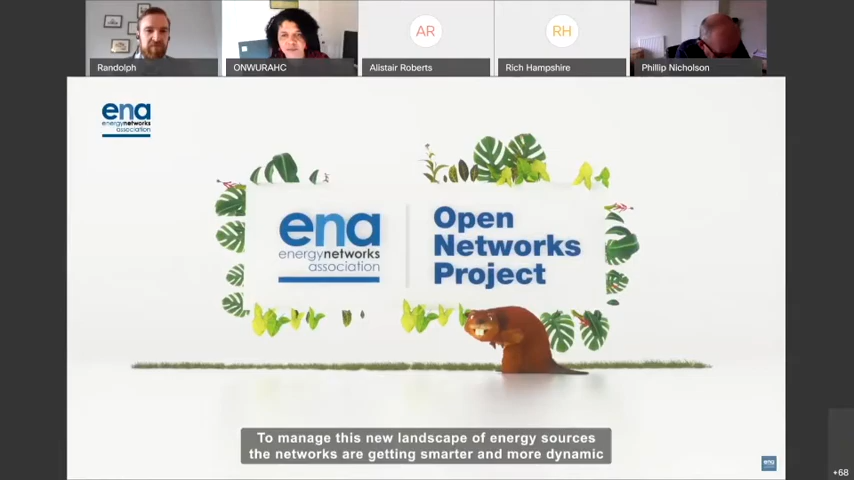 AR
RH
Randolph
ONWURAHC
Alistair Roberts
Rich Hampshire
Phillip Nicholson
ena
energynetworks
association
ena
energynetworks
association
Open
Networks
Project
To manage this new landscape of energy sources
the networks are getting smarter and more dynamic
ena
+68